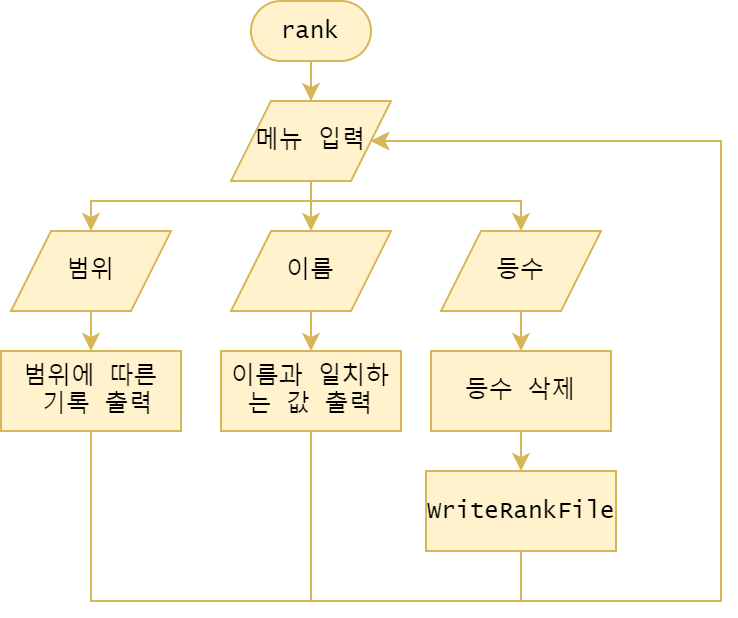 rank
메뉴 입력
범위
이름
등수
범위에 따른
기록 출력
이름과 일치하
는 값 출력
등수 삭제
WriteRankFile